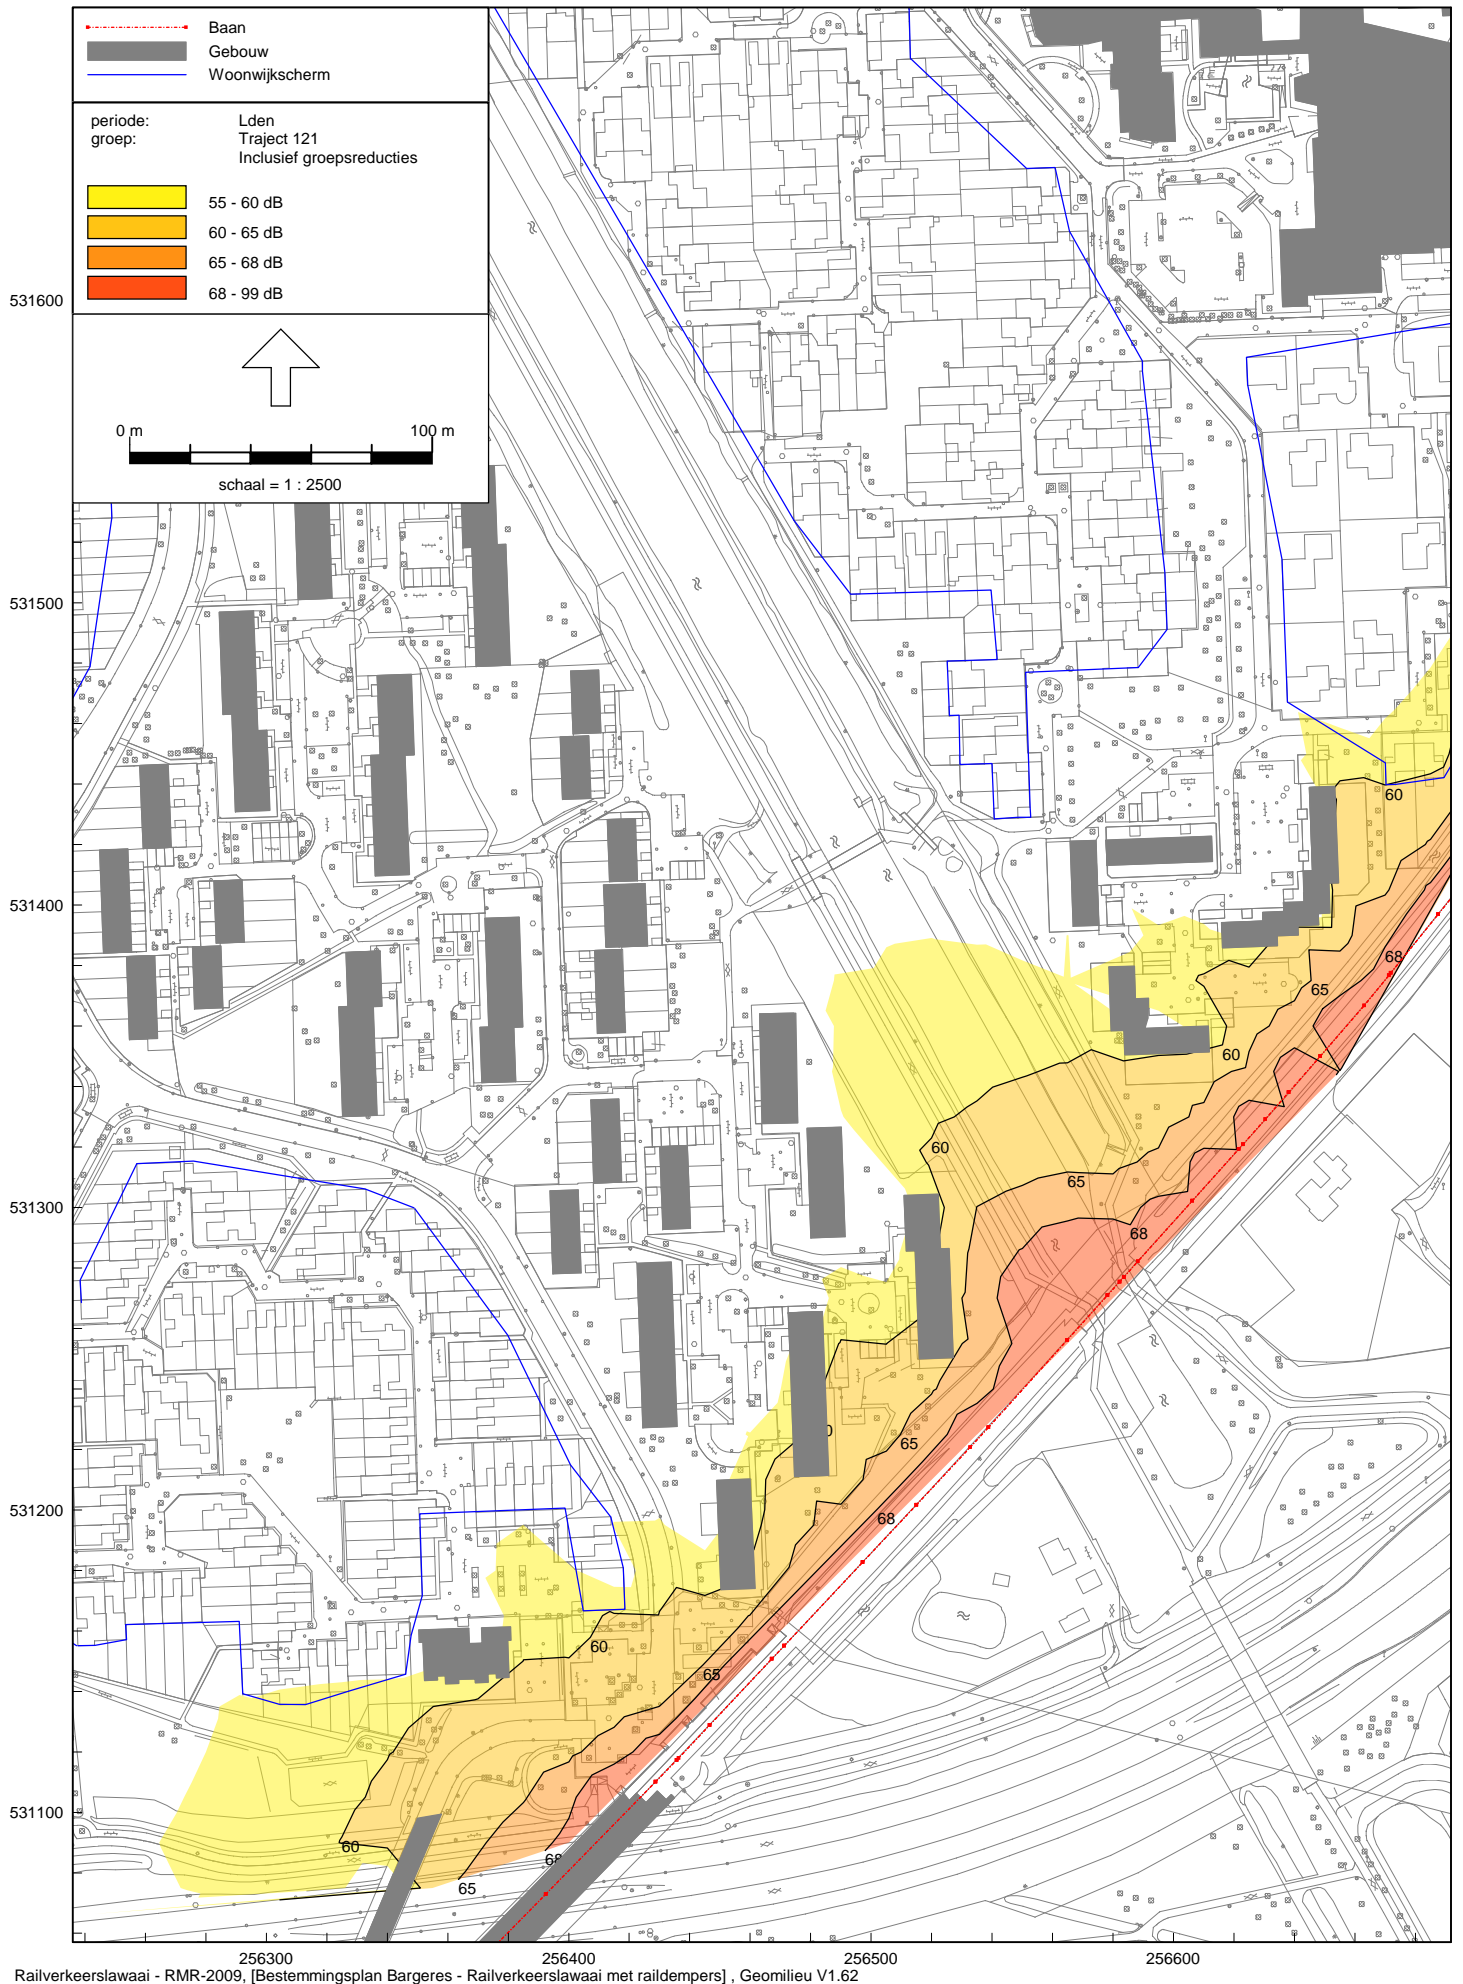 Baan
Gebouw
Woonwijkscherm
periode: Lden
groep: Traject 121
Inclusief groepsreducties
55 - 60 dB
60 - 65 dB
65 - 68 dB
68 - 99 dB
0 m 100 m
schaal = 1 : 2500
531600
531500
531400
531300
531200
531100
60
68
65
60
60
65
68
65
68
60
65
60
65
68
256300 256400 256500 256600
Railverkeerslawaai - RMR-2009, [Bestemmingsplan Bargeres - Railverkeerslawaai met raildempers] , Geomilieu V1.62